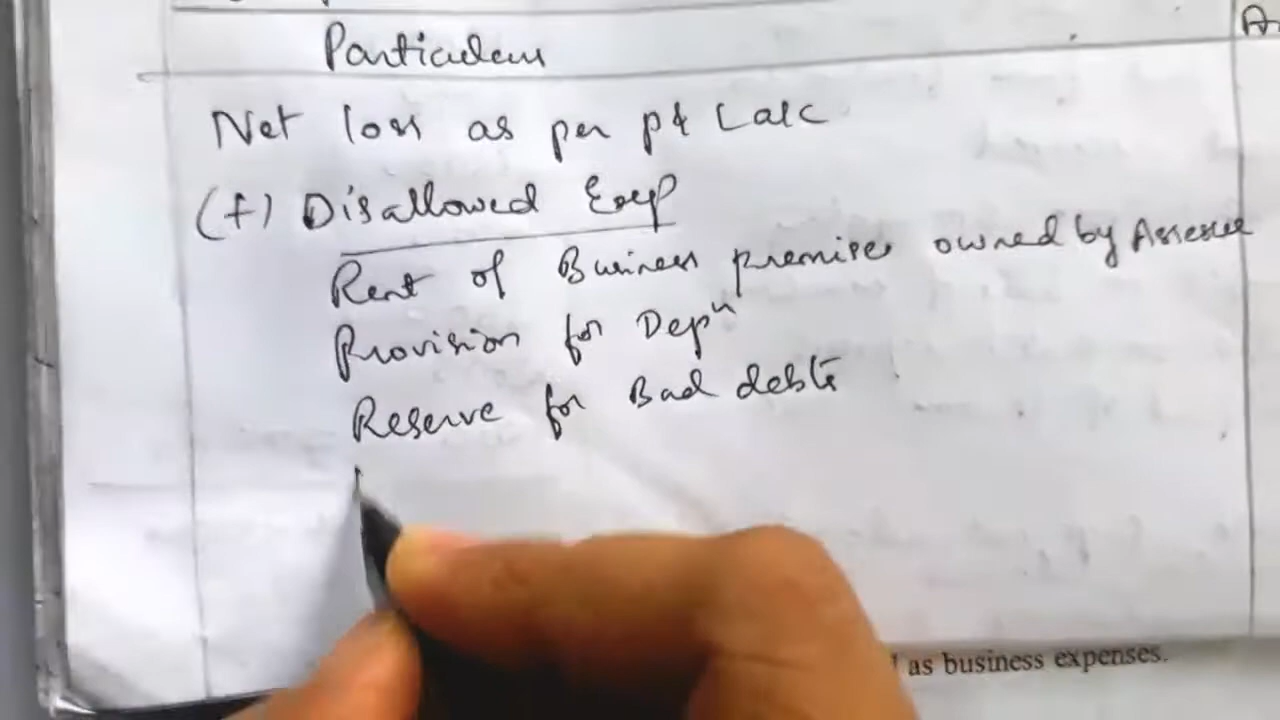 Particulars
A
Net loss as per P & L a/c
(+) Disallowed Exp
Rent of Business premises owned by Assessee
Provision for Depn
Reserve for Bad debts
as business expenses.